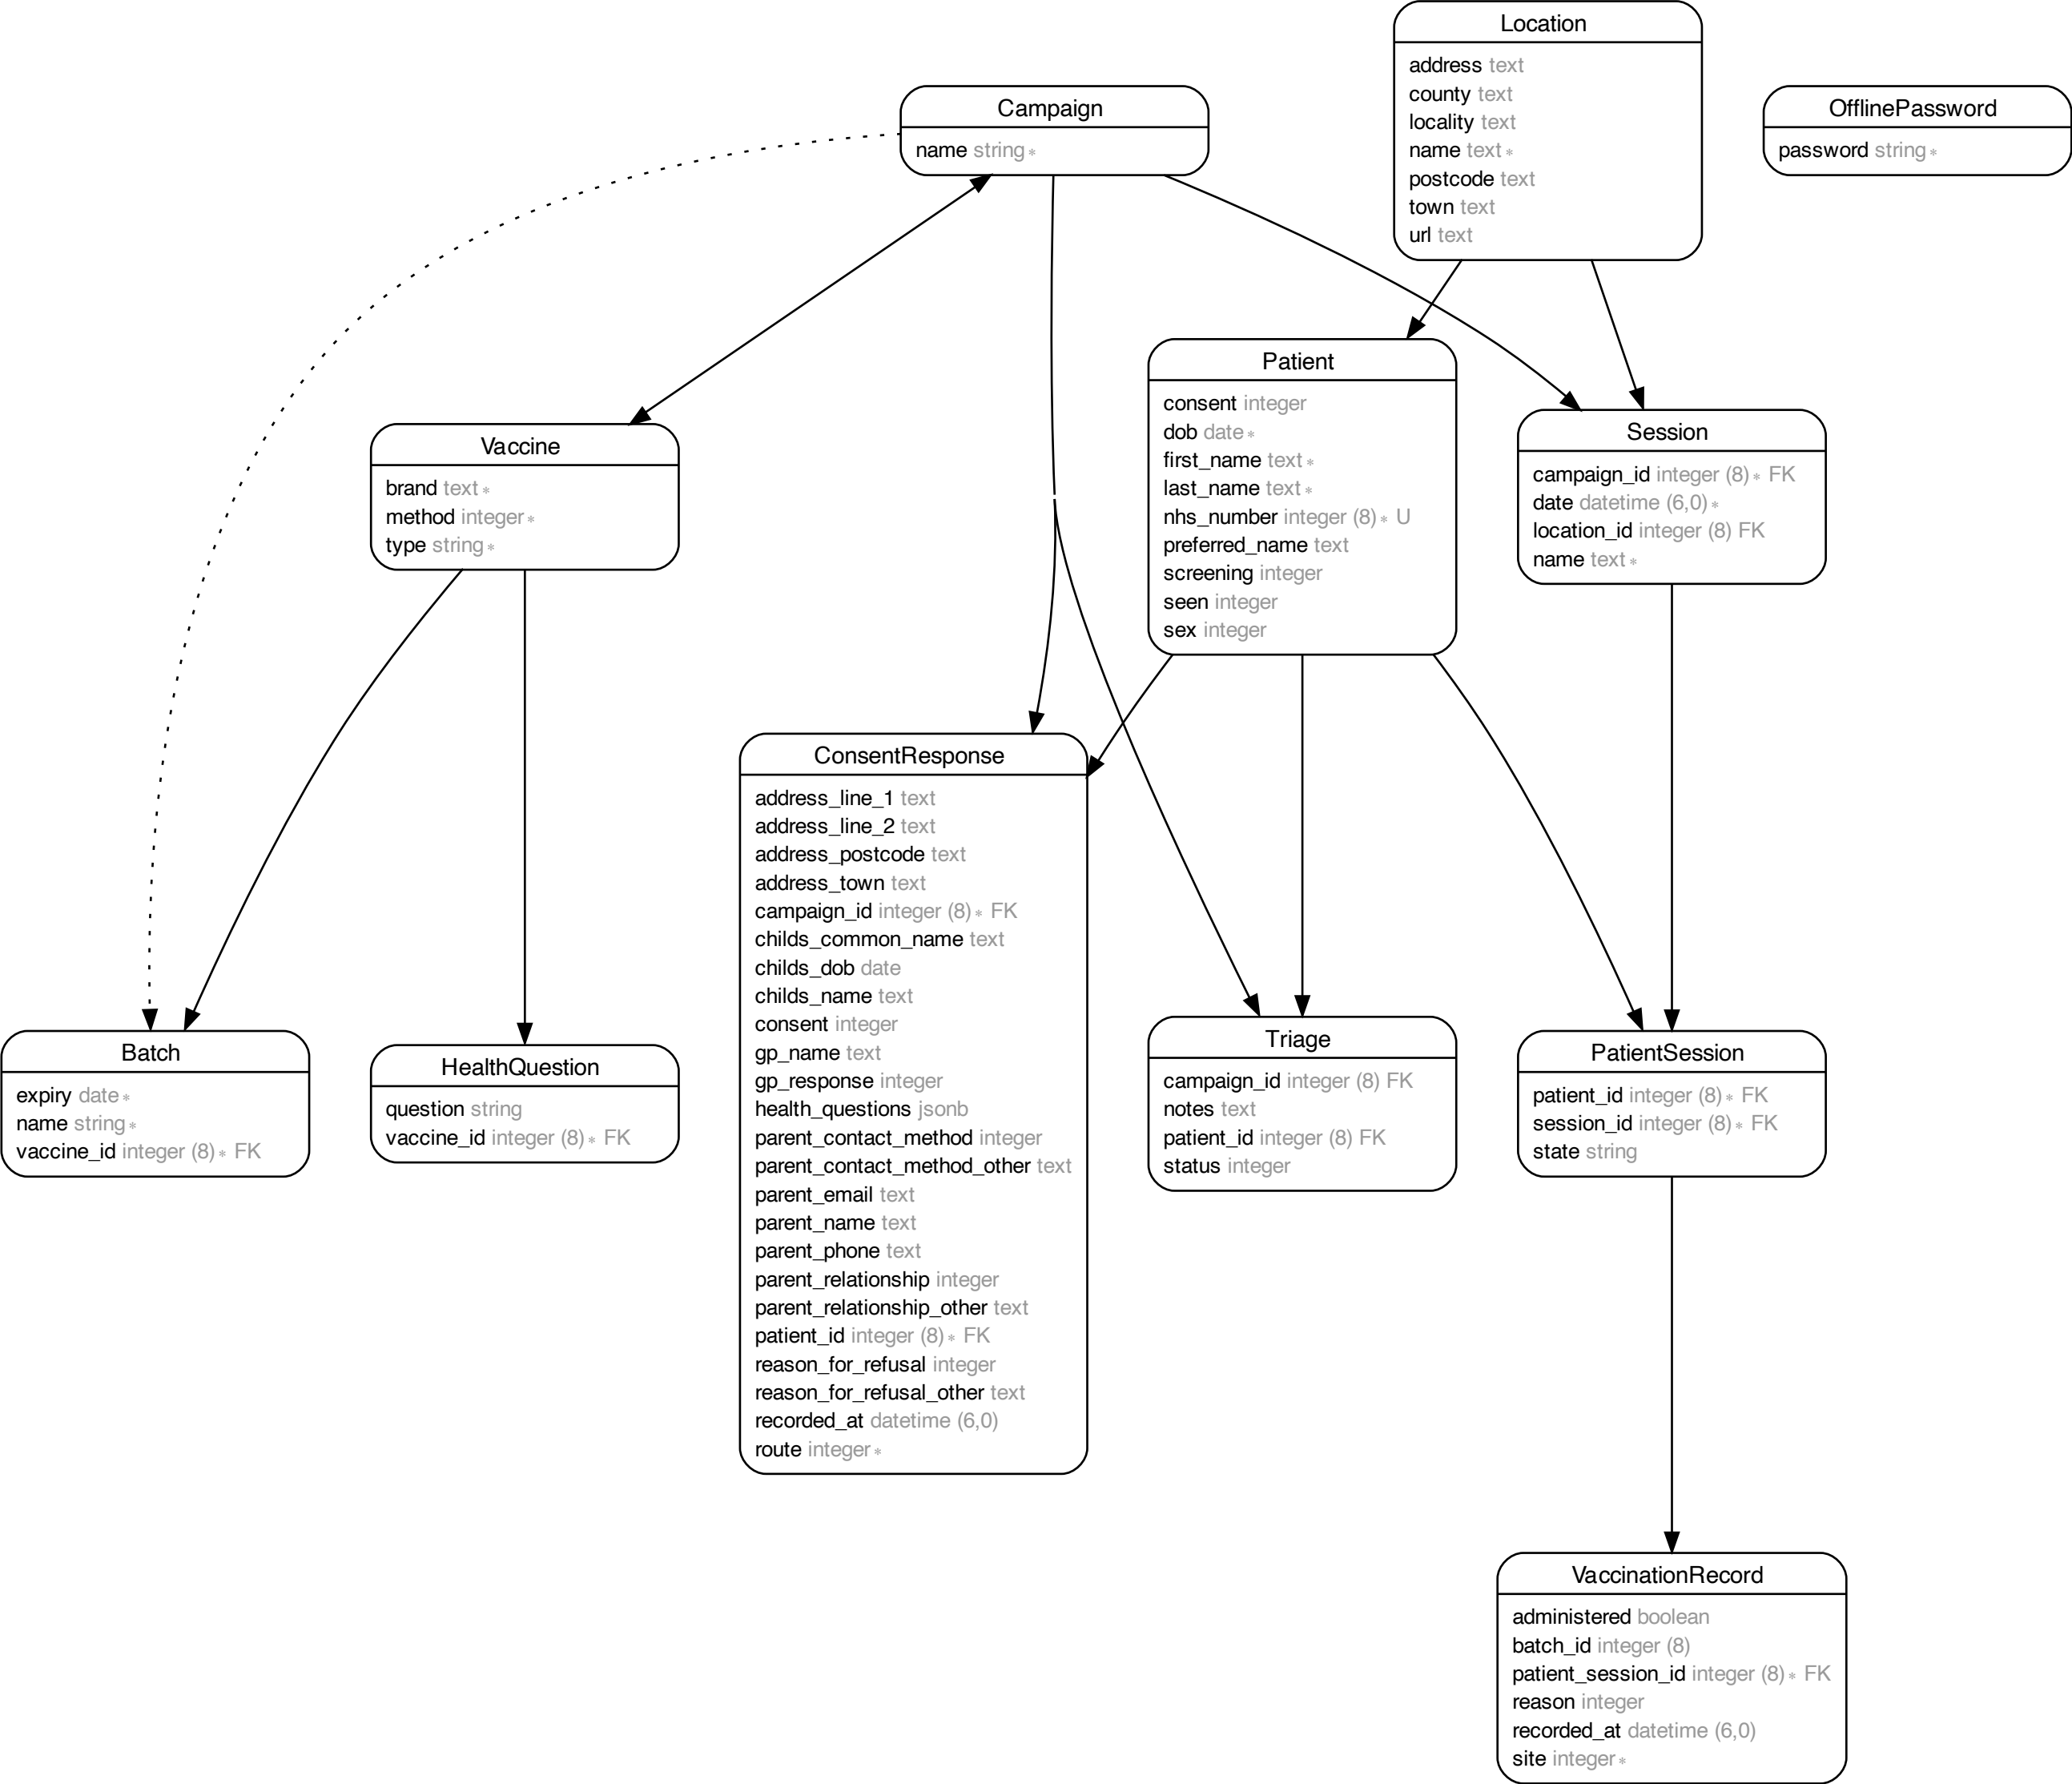 Location
address text
county text
locality text
name text *
postcode text
town text
url text
Campaign
name string *
OfflinePassword
password string *
Patient
consent integer
dob date *
first_name text *
last_name text *
nhs_number integer (8) * U
preferred_name text
screening integer
seen integer
sex integer
Session
campaign_id integer (8) * FK
date datetime (6,0) *
location_id integer (8) FK
name text *
Vaccine
brand text *
method integer *
type string *
ConsentResponse
address_line_1 text
address_line_2 text
address_postcode text
address_town text
campaign_id integer (8) * FK
childs_common_name text
childs_dob date
childs_name text
consent integer
gp_name text
gp_response integer
health_questions jsonb
parent_contact_method integer
parent_contact_method_other text
parent_email text
parent_name text
parent_phone text
parent_relationship integer
parent_relationship_other text
patient_id integer (8) * FK
reason_for_refusal integer
reason_for_refusal_other text
recorded_at datetime (6,0)
route integer *
Batch
expiry date *
name string *
vaccine_id integer (8) * FK
HealthQuestion
question string
vaccine_id integer (8) * FK
Triage
campaign_id integer (8) FK
notes text
patient_id integer (8) FK
status integer
PatientSession
patient_id integer (8) * FK
session_id integer (8) * FK
state string
VaccinationRecord
administered boolean
batch_id integer (8)
patient_session_id integer (8) * FK
reason integer
recorded_at datetime (6,0)
site integer *